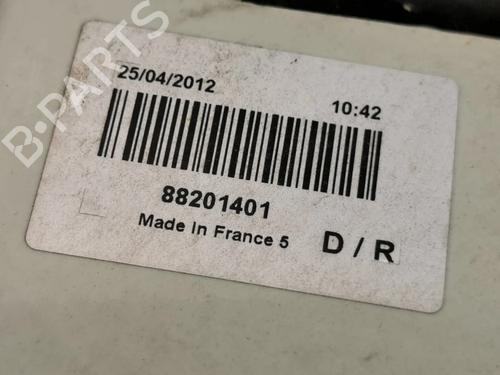 B-PARTS
25/04/2012
10:42
88201401
Made In France 5
D / R